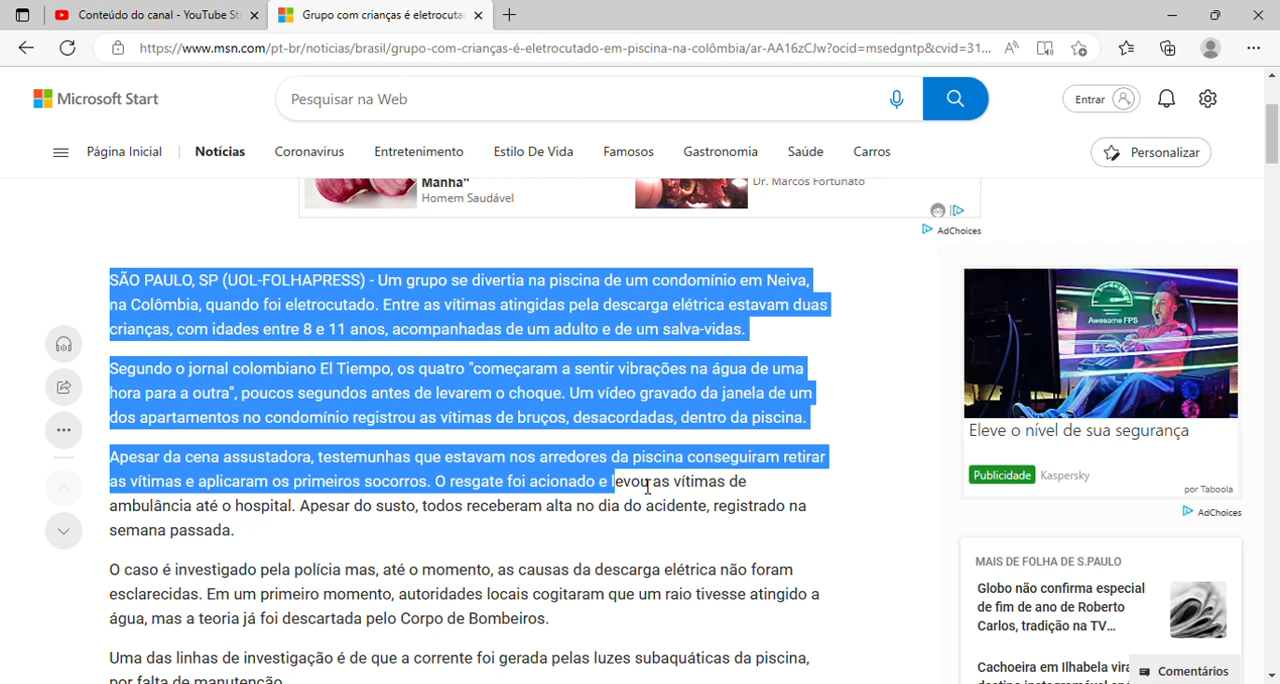 Conteúdo do canal - YouTube St
Grupo com crianças é eletrocuta
https://www.msn.com/pt-br/noticias/brasil/grupo-com-crianças-é-eletrocutado-em-piscina-na-colômbia/ar-AA16zCJw?ocid=msedgntp&cvid=31...
Microsoft Start
Pesquisar na Web
Entrar
Página Inicial
Notícias
Coronavírus
Entretenimento
Estilo De Vida
Famosos
Gastronomia
Saúde
Carros
Personalizar
Manhã"
Homem Saudável
Dr. Marcos Fortunato
AdChoices
SÃO PAULO, SP (UOL-FOLHAPRESS) - Um grupo se divertia na piscina de um condomínio em Neiva,
na Colômbia, quando foi eletrocutado. Entre as vítimas atingidas pela descarga elétrica estavam duas
crianças, com idades entre 8 e 11 anos, acompanhadas de um adulto e de um salva-vidas.
Segundo o jornal colombiano El Tiempo, os quatro "começaram a sentir vibrações na água de uma
hora para a outra", poucos segundos antes de levarem o choque. Um vídeo gravado da janela de um
dos apartamentos no condomínio registrou as vítimas de bruços, desacordadas, dentro da piscina.
Apesar da cena assustadora, testemunhas que estavam nos arredores da piscina conseguiram retirar
as vítimas e aplicaram os primeiros socorros. O resgate foi acionado e levou as vítimas de
ambulância até o hospital. Apesar do susto, todos receberam alta no dia do acidente, registrado na
semana passada.
O caso é investigado pela polícia mas, até o momento, as causas da descarga elétrica não foram
esclarecidas. Em um primeiro momento, autoridades locais cogitaram que um raio tivesse atingido a
água, mas a teoria já foi descartada pelo Corpo de Bombeiros.
Uma das linhas de investigação é de que a corrente foi gerada pelas luzes subaquáticas da piscina,
por falta de manutenção.
Awesome FPS
Eleve o nível de sua segurança
Publicidade
Kaspersky
por Taboola
AdChoices
MAIS DE FOLHA DE S.PAULO
Globo não confirma especial
de fim de ano de Roberto
Carlos, tradição na TV...
Cachoeira em Ilhabela vira
Comentários